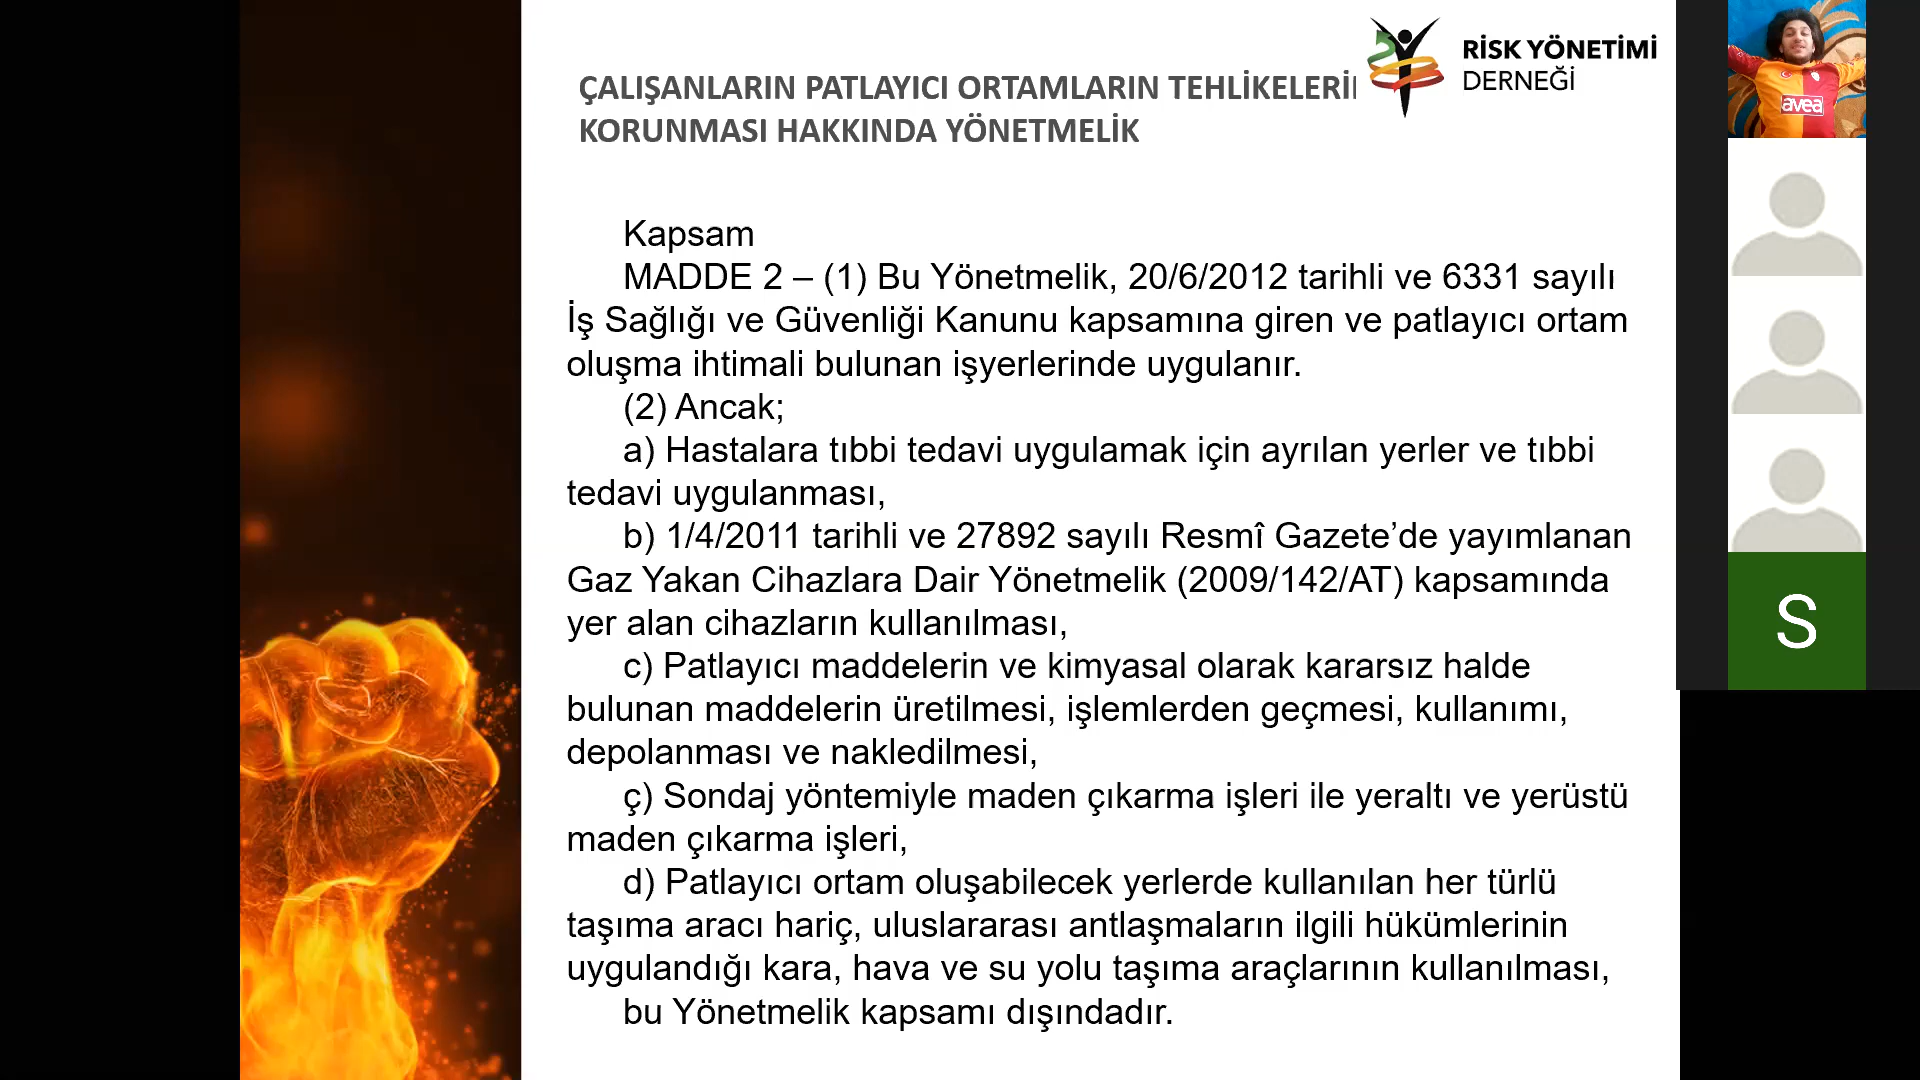 RİSK YÖNETİMİ
DERNEĞİ
ÇALIŞANLARIN PATLAYICI ORTAMLARIN TEHLİKELERİ
KORUNMASI HAKKINDA YÖNETMELİK
Kapsam
MADDE 2 – (1) Bu Yönetmelik, 20/6/2012 tarihli ve 6331 sayılı
İş Sağlığı ve Güvenliği Kanunu kapsamına giren ve patlayıcı ortam
oluşma ihtimali bulunan işyerlerinde uygulanır.
(2) Ancak;
a) Hastalara tıbbi tedavi uygulamak için ayrılan yerler ve tıbbi
tedavi uygulanması,
b) 1/4/2011 tarihli ve 27892 sayılı Resmî Gazete’de yayımlanan
Gaz Yakan Cihazlara Dair Yönetmelik (2009/142/AT) kapsamında
yer alan cihazların kullanılması,
c) Patlayıcı maddelerin ve kimyasal olarak kararsız halde
bulunan maddelerin üretilmesi, işlemlerden geçmesi, kullanımı,
depolanması ve nakledilmesi,
ç) Sondaj yöntemiyle maden çıkarma işleri ile yeraltı ve yerüstü
maden çıkarma işleri,
d) Patlayıcı ortam oluşabilecek yerlerde kullanılan her türlü
taşıma aracı hariç, uluslararası antlaşmaların ilgili hükümlerinin
uygulandığı kara, hava ve su yolu taşıma araçlarının kullanılması,
bu Yönetmelik kapsamı dışındadır.
avea
S